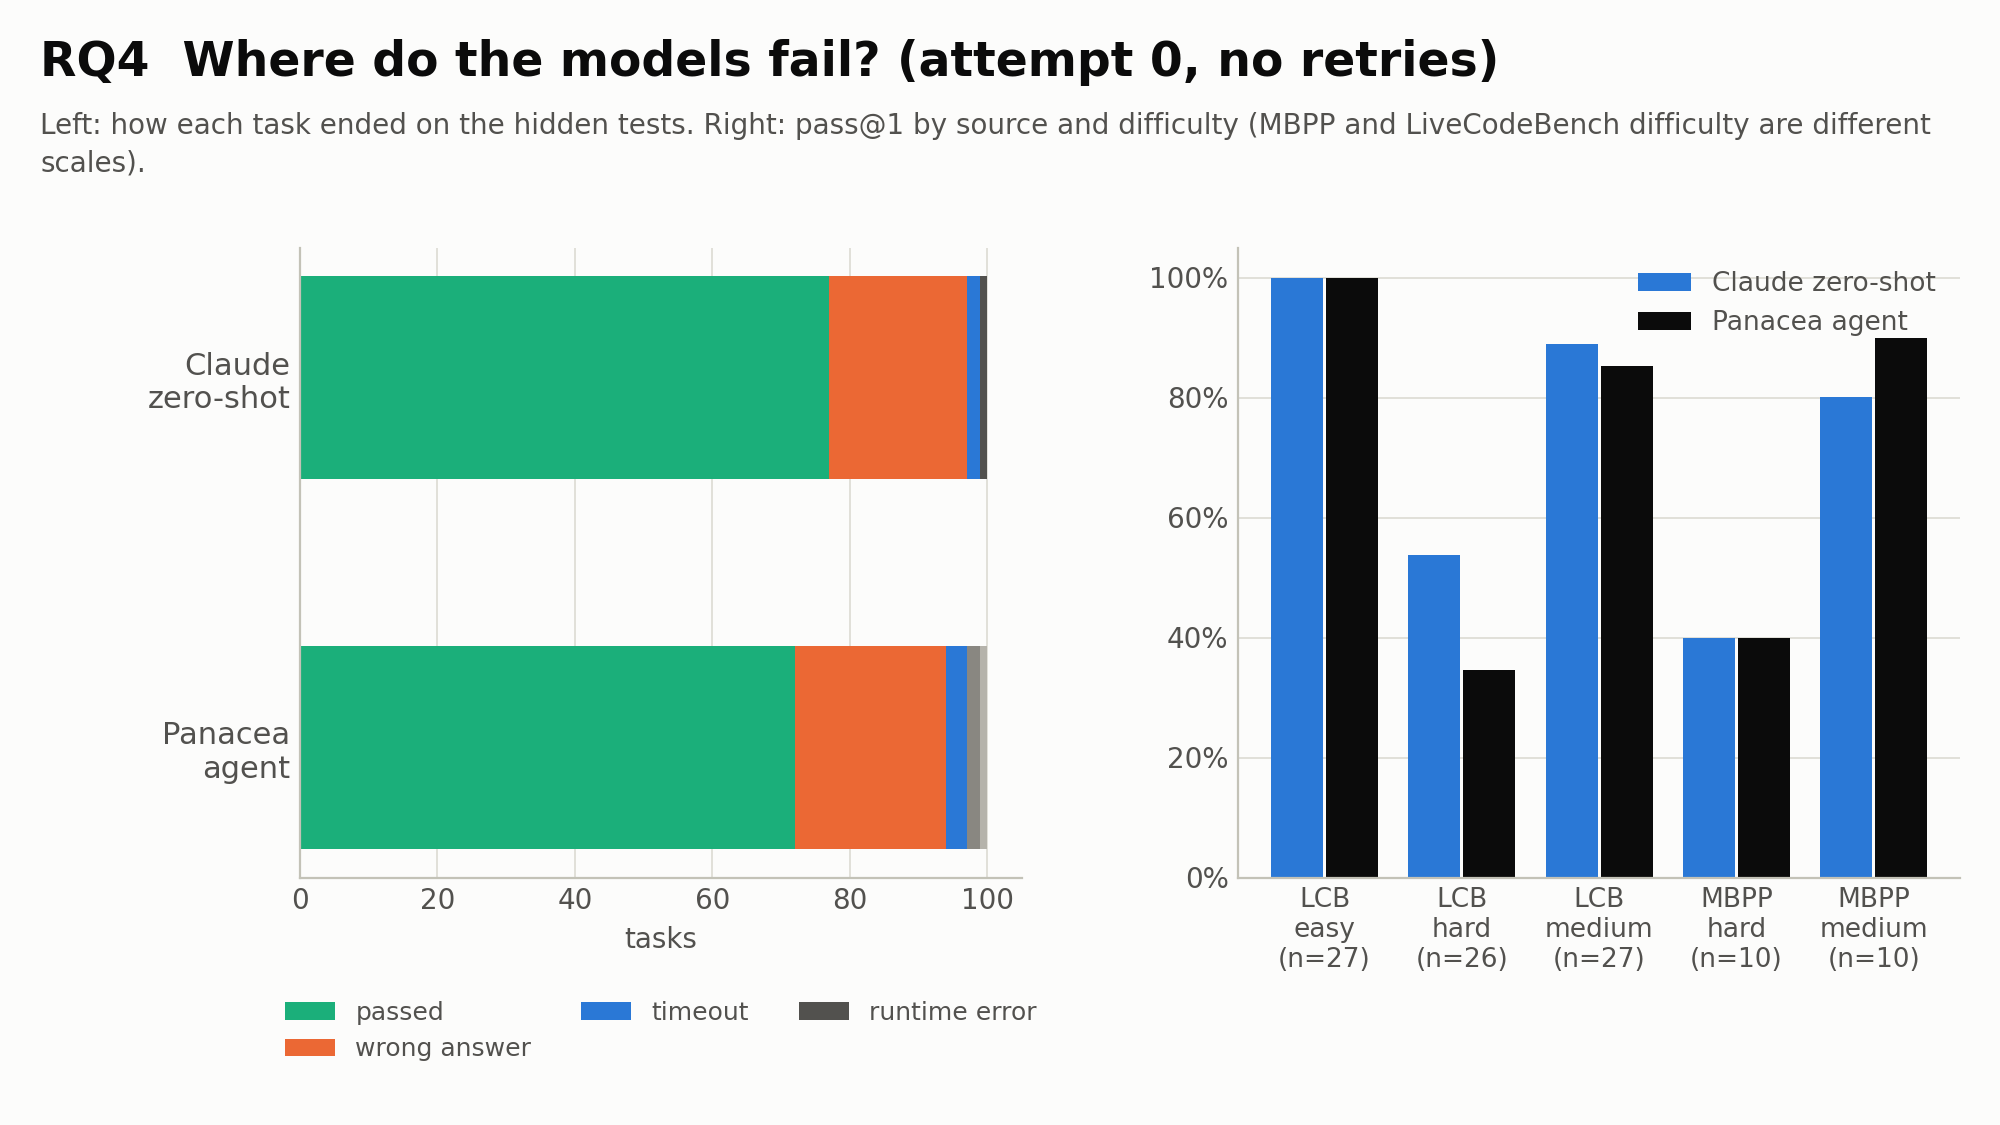 RQ4  Where do the models fail? (attempt 0, no retries)
Left: how each task ended on the hidden tests. Right: pass@1 by source and difficulty (MBPP and LiveCodeBench difficulty are different
scales).
Claude
zero-shot
Panacea
agent
0 20 40 60 80 100
tasks
passed
wrong answer
timeout
runtime error
100%
80%
60%
40%
20%
0%
Claude zero-shot
Panacea agent
LCB
easy
(n=27)
LCB
hard
(n=26)
LCB
medium
(n=27)
MBPP
hard
(n=10)
MBPP
medium
(n=10)